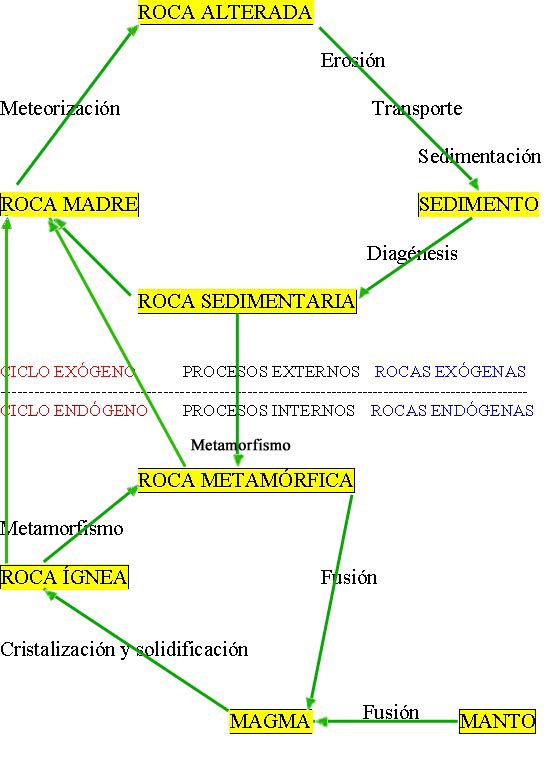 ROCA ALTERADA
Erosión
Meteorización
Transporte
Sedimentación
ROCA MADRE
SEDIMENTO
Diagénesis
ROCA SEDIMENTARIA
CICLO EXÓGENO PROCESOS EXTERNOS ROCAS EXÓGENAS
CICLO ENDÓGENO PROCESOS INTERNOS ROCAS ENDÓGENAS
Metamorfismo
ROCA METAMÓRFICA
Metamorfismo
ROCA ÍGNEA
Fusión
Cristalización y solidificación
Fusión
MAGMA
MANTO